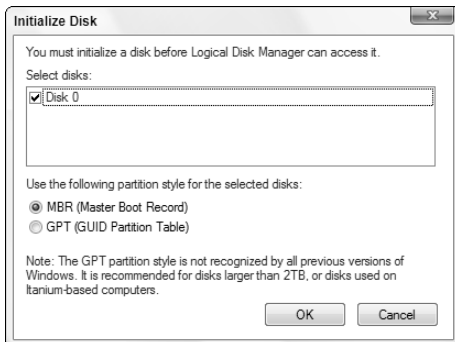 Initialize Disk
You must initialize a disk before Logical Disk Manager can access it.
Select disks:
Disk 0
Use the following partition style for the selected disks:
MBR (Master Boot Record)
GPT (GUID Partition Table)
Note: The GPT partition style is not recognized by all previous versions of
Windows. It is recommended for disks larger than 2TB, or disks used on
Itanium-based computers.
OK Cancel